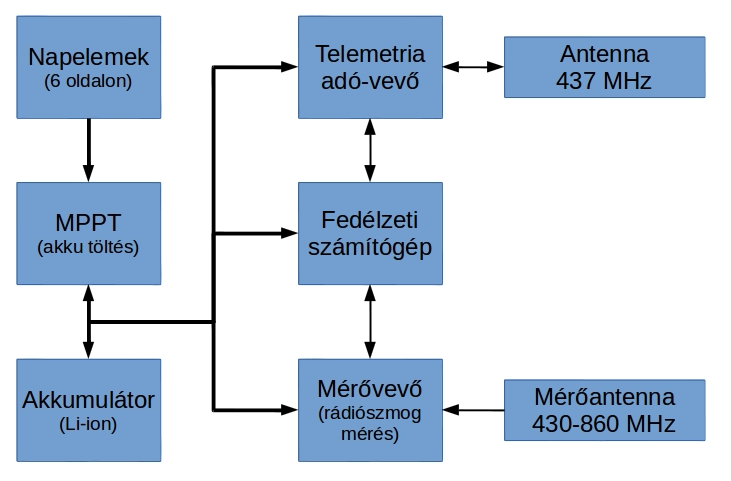 Napelemek
(6 oldalon)
MPPT
(akku töltés)
Akkumulátor
(Li-ion)
Telemetria
adó-vevő
Fedélzeti
számítógép
Mérővevő
(rádiószmog
mérés)
Antenna
437 MHz
Mérőantenna
430-860 MHz